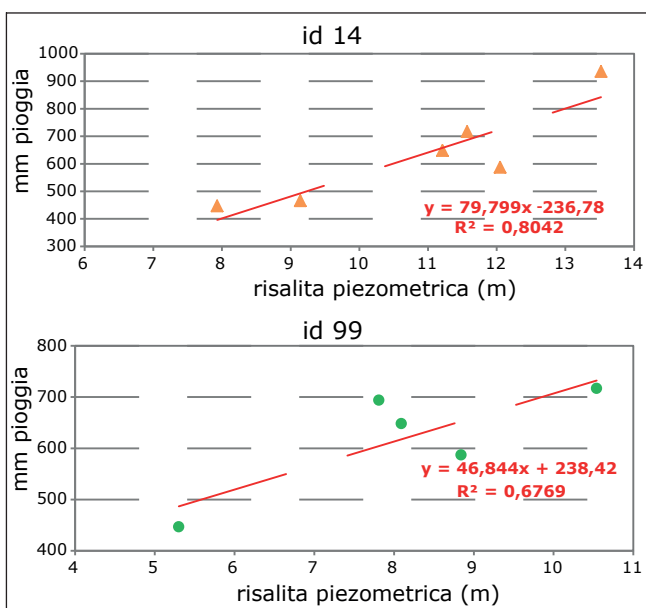 id 14
mm pioggia
1000
900
800
700
600
500
400
300
y = 79,799x -236,78
R² = 0,8042
6 7 8 9 10 11 12 13 14
risalita piezometrica (m)
id 99
mm pioggia
800
700
600
500
400
y = 46,844x + 238,42
R² = 0,6769
4 5 6 7 8 9 10 11
risalita piezometrica (m)